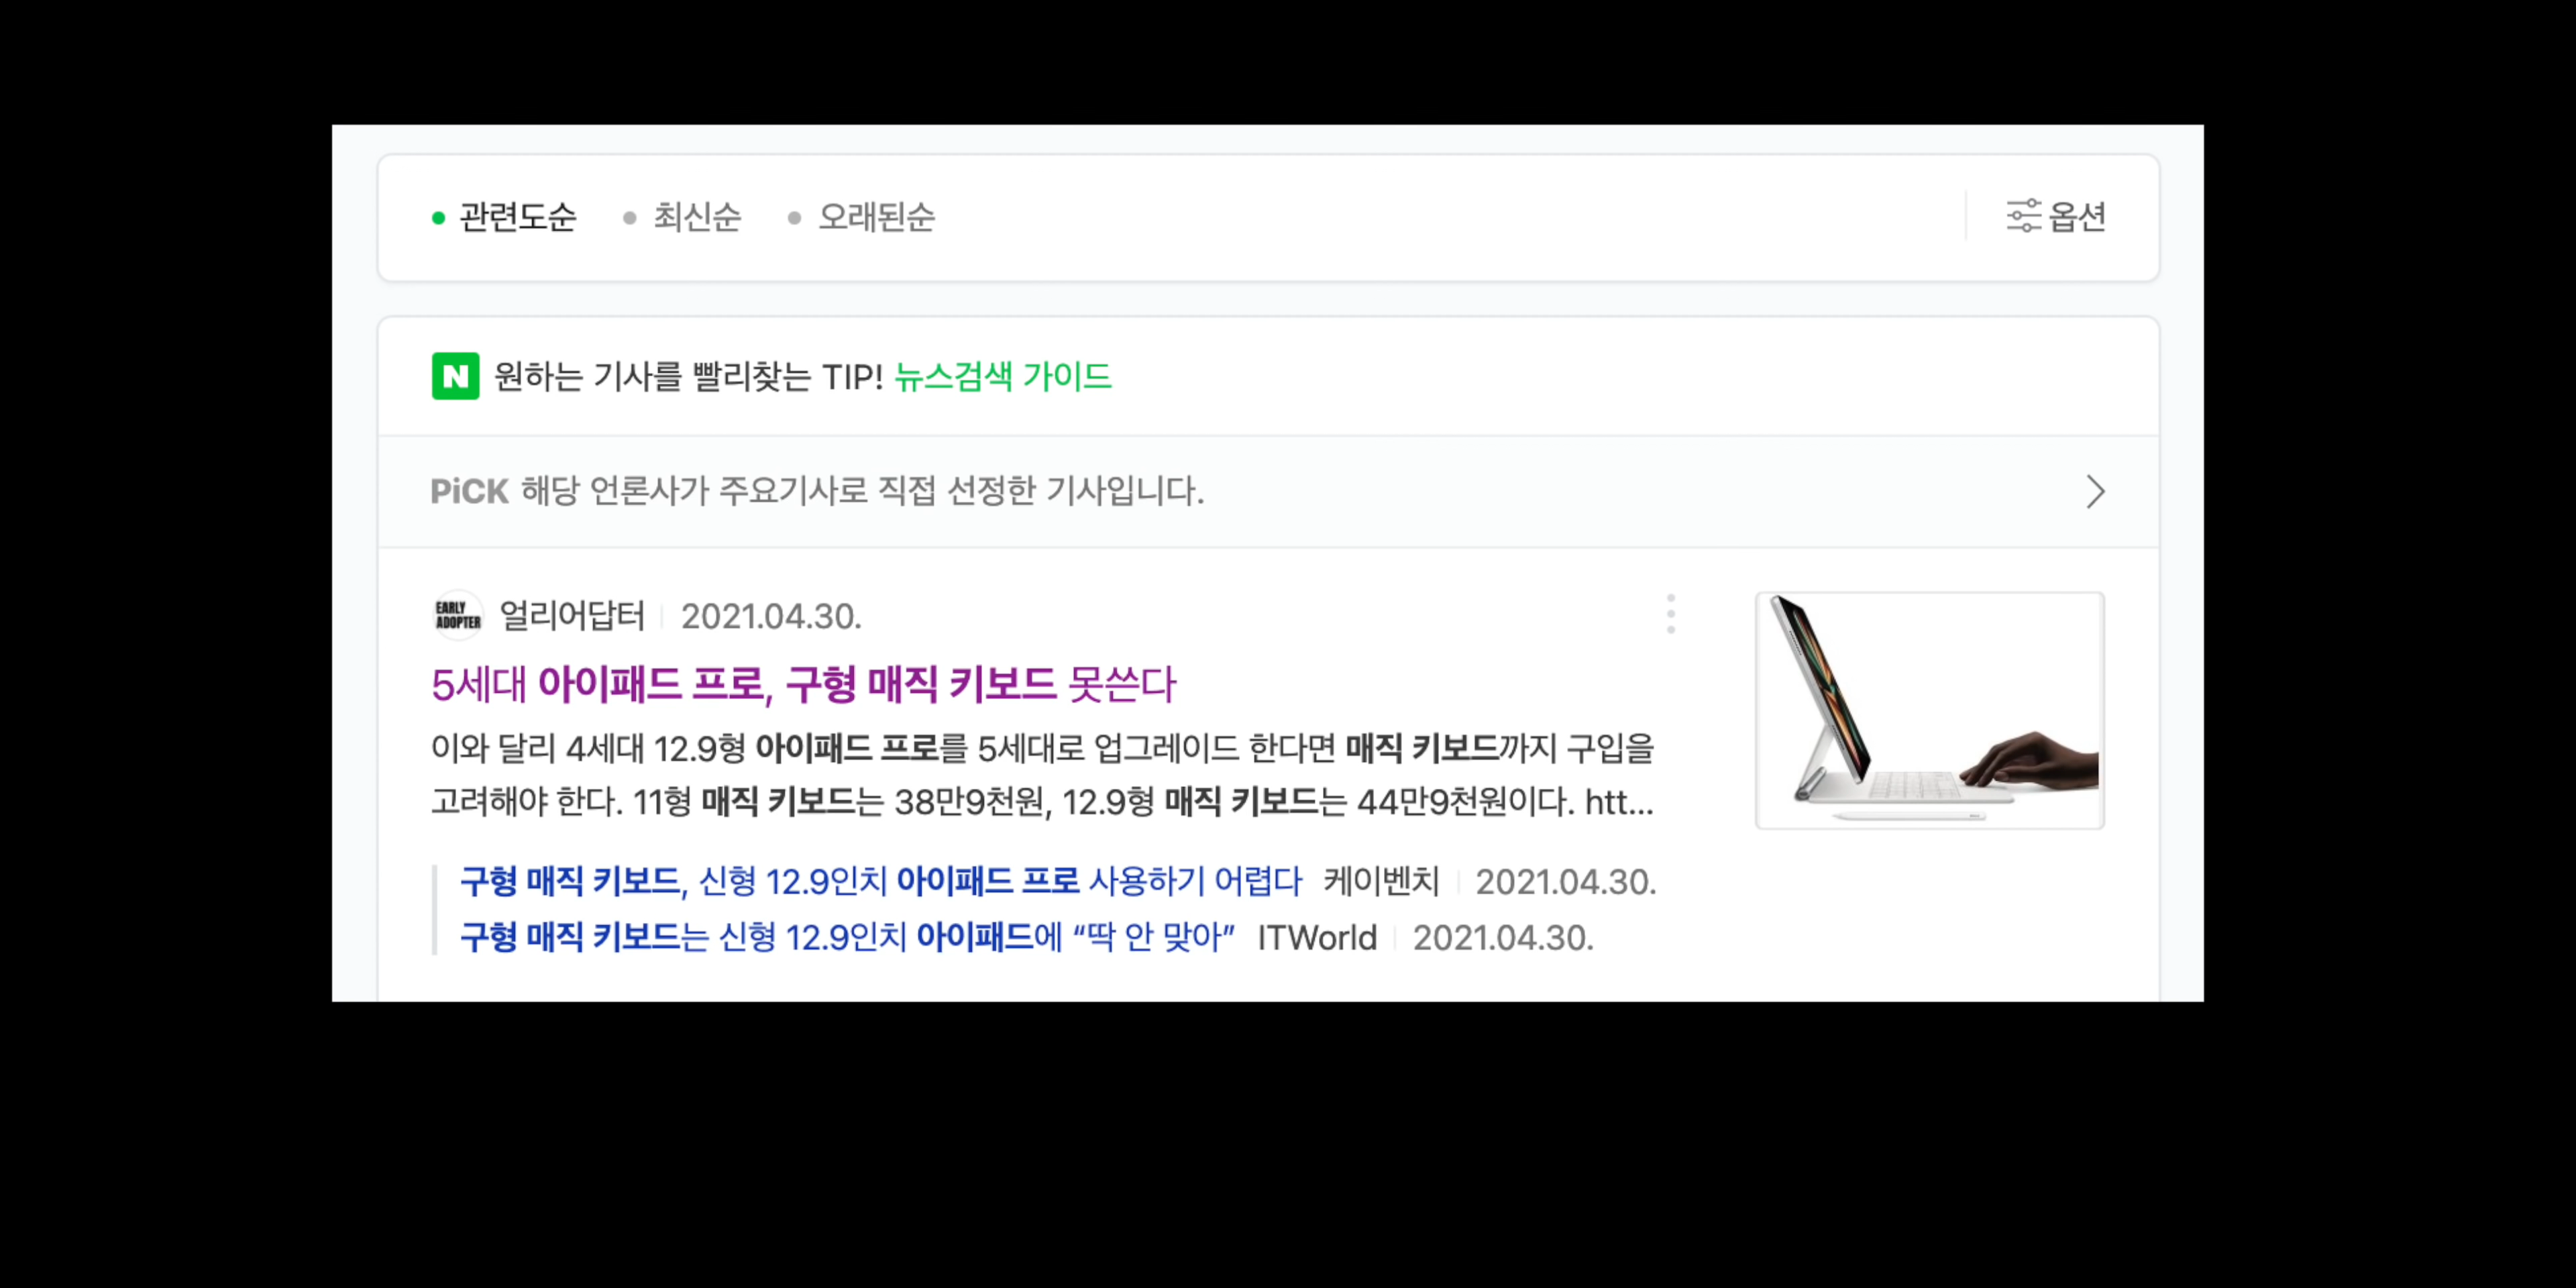 관련도순 최신순 오래된순 옵션
N 원하는 기사를 빨리찾는 TIP! 뉴스검색 가이드
PiCK 해당 언론사가 주요기사로 직접 선정한 기사입니다.
EARLY ADOPTER 얼리어답터 2021.04.30.
5세대 아이패드 프로, 구형 매직 키보드 못쓴다
이와 달리 4세대 12.9형 아이패드 프로를 5세대로 업그레이드 한다면 매직 키보드까지 구입을
고려해야 한다. 11형 매직 키보드는 38만9천원, 12.9형 매직 키보드는 44만9천원이다. htt...
구형 매직 키보드, 신형 12.9인치 아이패드 프로 사용하기 어렵다 케이벤치 2021.04.30.
구형 매직 키보드는 신형 12.9인치 아이패드에 “딱 안 맞아” ITWorld 2021.04.30.